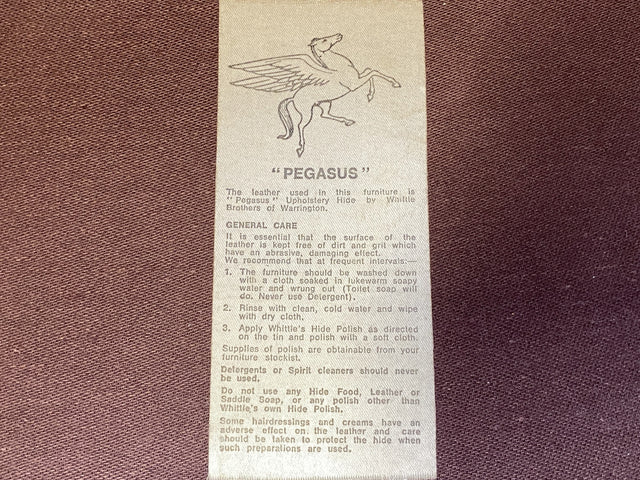 "PEGASUS"
The leather used in this furniture is
"Pegasus" Upholstery Hide by Whittle
Brothers of Warrington.
GENERAL CARE
It is essential that the surface of the
leather is kept free of dirt and grit which
have an abrasive, damaging effect.
We recommend that at frequent intervals:—
1. The furniture should be washed down
with a cloth soaked in lukewarm soapy
water and wrung out (Toilet soap will
do. Never use Detergent).
2. Rinse with clean, cold water and wipe
with dry cloth.
3. Apply Whittle's Hide Polish as directed
on the tin and polish with a soft cloth.
Supplies of polish are obtainable from your
furniture stockist.
Detergents or Spirit cleaners should never
be used.
Do not use any Hide Food, Leather or
Saddle Soap, or any polish other than
Whittle's own Hide Polish.
Some hairdressings and creams have an
adverse effect on the leather and care
should be taken to protect the hide when
such preparations are used.